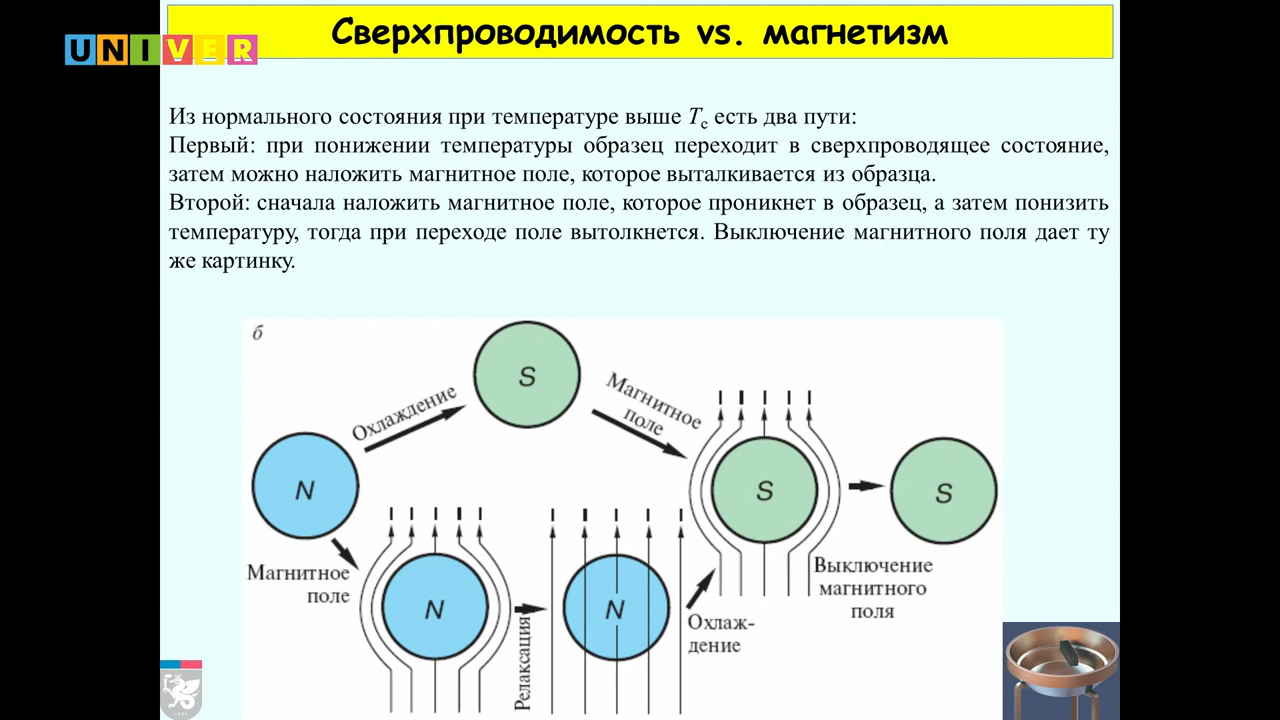 Сверхпроводимость vs. магнетизм
UNIVER
Из нормального состояния при температуре выше Tc есть два пути:
Первый: при понижении температуры образец переходит в сверхпроводящее состояние,
затем можно наложить магнитное поле, которое выталкивается из образца.
Второй: сначала наложить магнитное поле, которое проникнет в образец, а затем понизить
температуру, тогда при переходе поле вытолкнется. Выключение магнитного поля дает ту
же картинку.
б
N
Охлаждение
S
Магнитное
поле
S
S
Магнитное
поле
N
Релаксация
N
Охлаж-
дение
Выключение
магнитного
поля